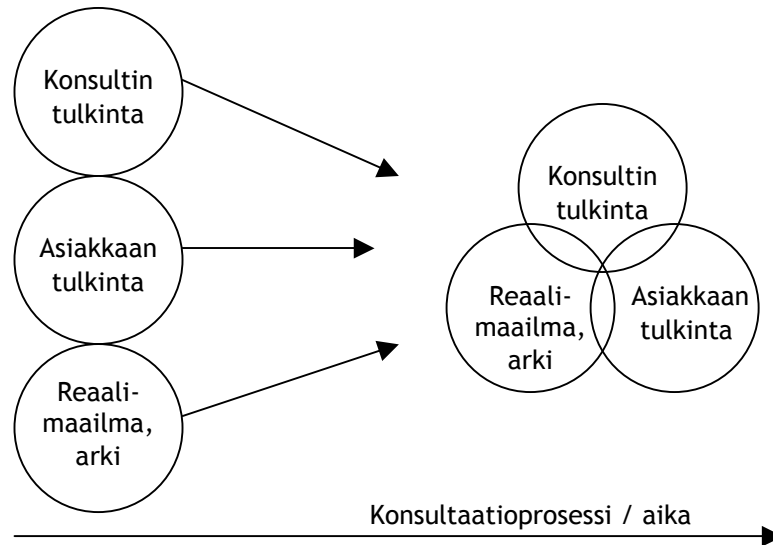 Konsultin
tulkinta
Asiakkaan
tulkinta
Reaali-
maailma,
arki
Konsultin
tulkinta
Reaali-
maailma,
arki
Asiakkaan
tulkinta
Konsultaatioprosessi / aika